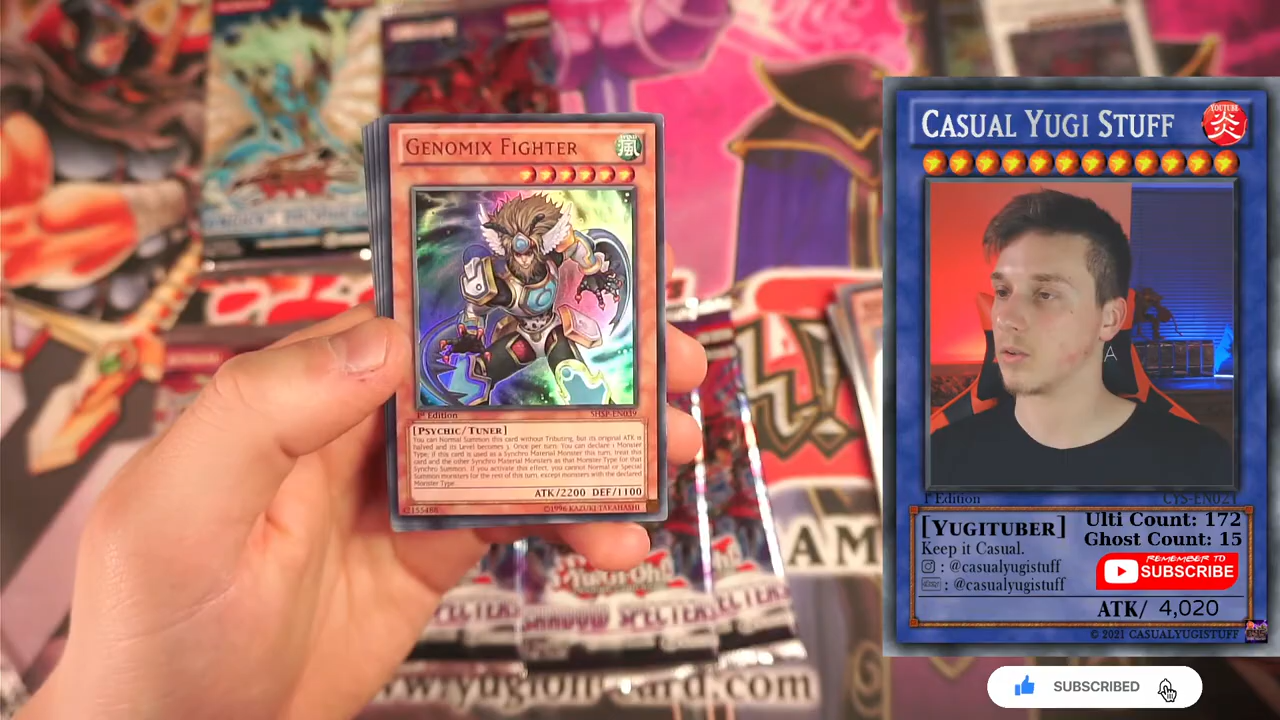 GENOMIX FIGHTER
風
1st Edition
SHSP-EN039
[PSYCHIC/TUNER]
You can Normal Summon this card without Tributing, but its original ATK is
halved and its Level becomes 3. Once per turn: You can declare 1 Monster
Type; if this card is used as a Synchro Material Monster this turn, treat this
card and the other Synchro Material Monsters as that Monster Type for that
Synchro Summon. If you activate this effect, you cannot Normal or Special
Summon monsters for the rest of this turn, except monsters with the declared
Monster Type.
ATK/2200 DEF/1100
©1996 KAZUKI TAKAHASHI
AM
SHADOW SPECTERS
www.yugioh-card.com
CASUAL YUGI STUFF
YOUTUBE
炎
A
1st Edition
CYS-EN021
[YUGITUBER]
Keep it Casual.
: @casualyugistuff
: @casualyugistuff
Ulti Count: 172
Ghost Count: 15
REMEMBER TO
SUBSCRIBE
ATK/ 4,020
© 2021 CASUALYUGISTUFF
SUBSCRIBED